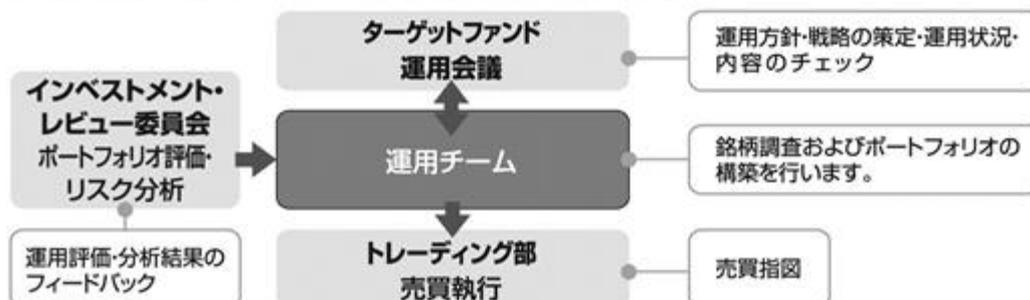 ターゲットファンド
運用会議
運用方針・戦略の策定・運用状況・
内容のチェック
インベストメント・
レビュー委員会
ポートフォリオ評価・
リスク分析
運用チーム
銘柄調査およびポートフォリオの
構築を行います。
運用評価・分析結果の
フィードバック
トレーディング部
売買執行
売買指図